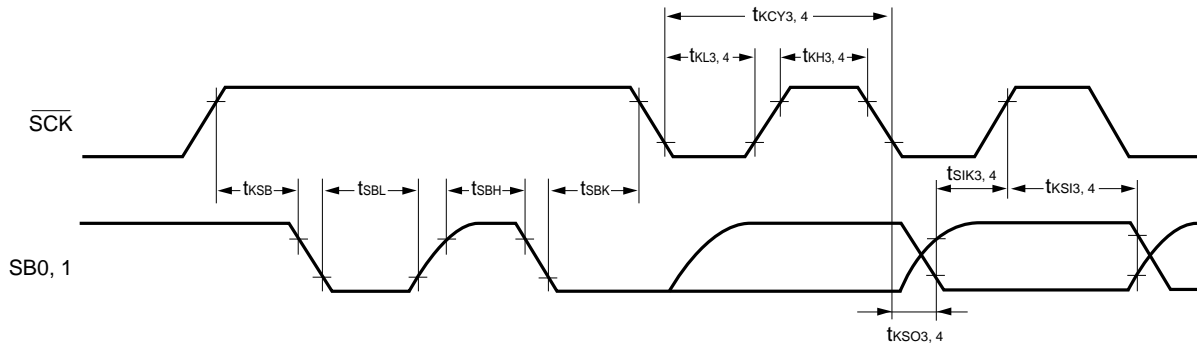 tKCY3, 4
tKL3, 4
tKH3, 4
SCK
tKSB
tSBL
tSBH
tSBK
tSIK3, 4
tKSI3, 4
SB0, 1
tKSO3, 4